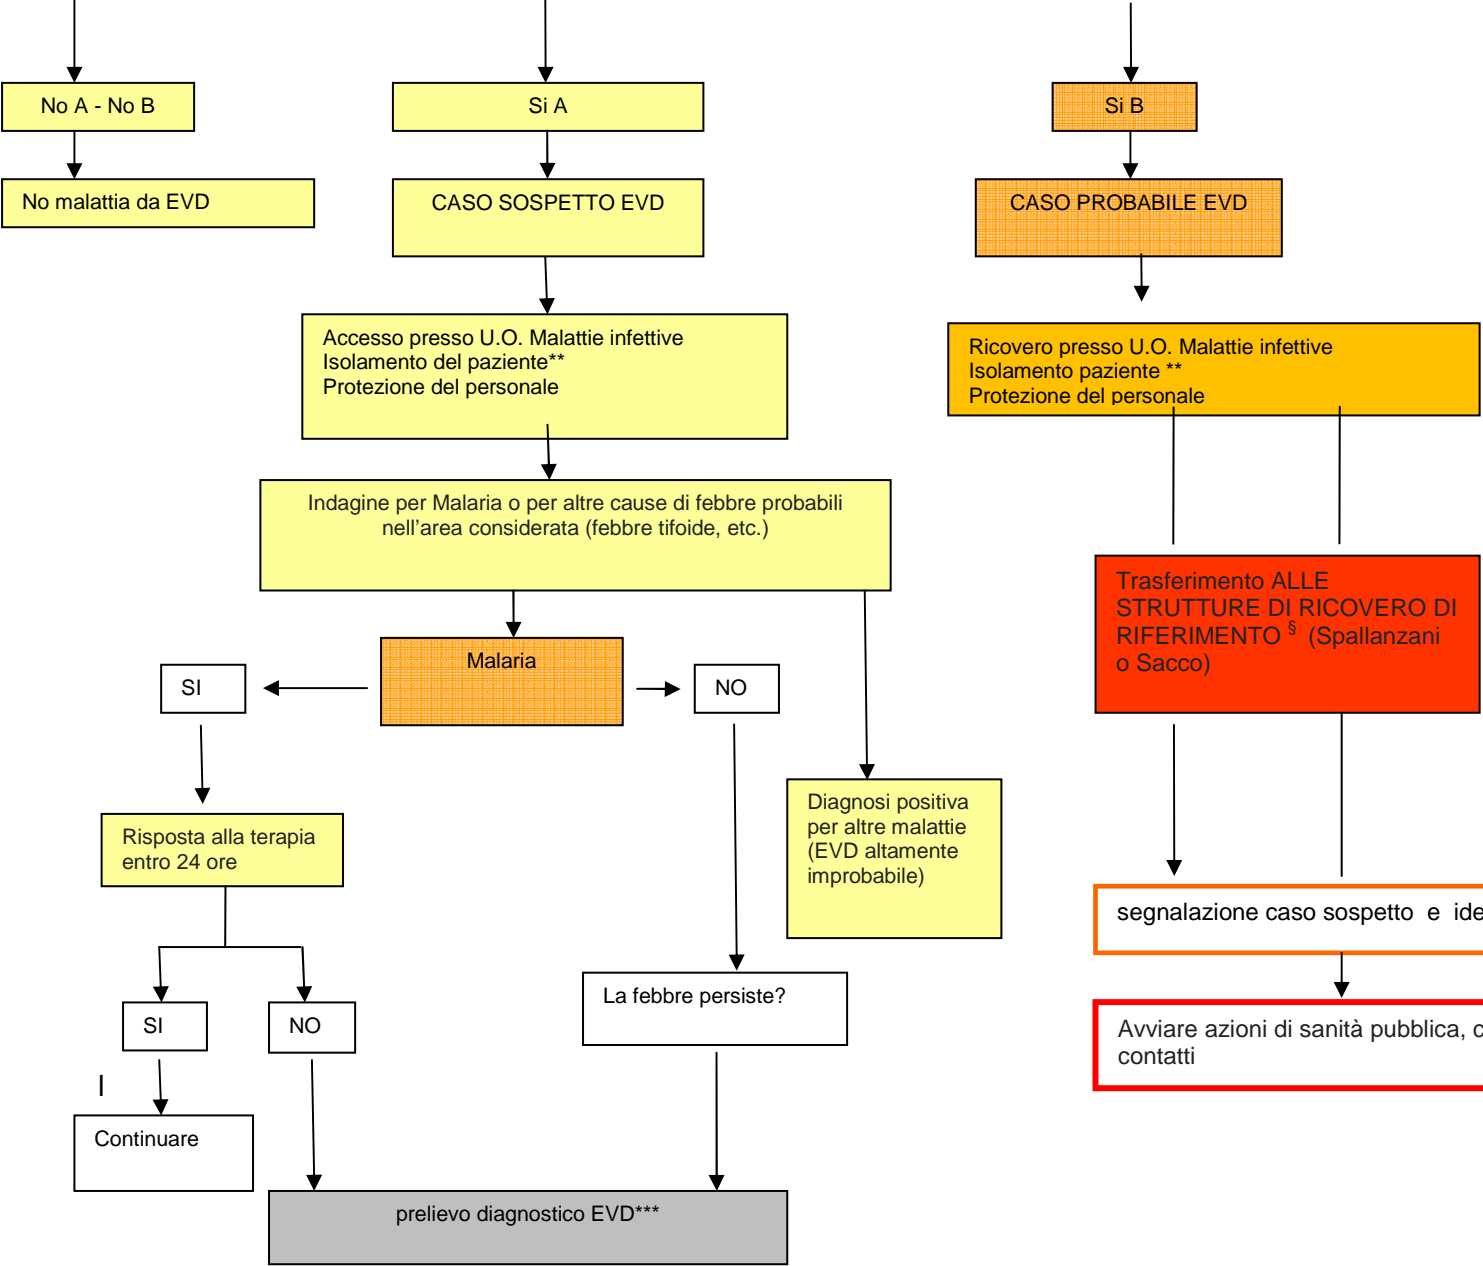 No A - No B
Si A
Si B
No malattia da EVD
CASO SOSPETTO EVD
CASO PROBABILE EVD
Accesso presso U.O. Malattie infettive
Isolamento del paziente**
Protezione del personale
Ricovero presso U.O. Malattie infettive
Isolamento paziente **
Protezione del personale
Indagine per Malaria o per altre cause di febbre probabili
nell'area considerata (febbre tifoide, etc.)
Trasferimento ALLE
STRUTTURE DI RICOVERO DI
RIFERIMENTO § (Spallanzani
o Sacco)
Malaria
SI
NO
Risposta alla terapia
entro 24 ore
Diagnosi positiva
per altre malattie
(EVD altamente
improbabile)
segnalazione caso sospetto e
La febbre persiste?
SI
NO
Avviare azioni di sanità pubblica,
contatti
I
Continuare
prelievo diagnostico EVD***